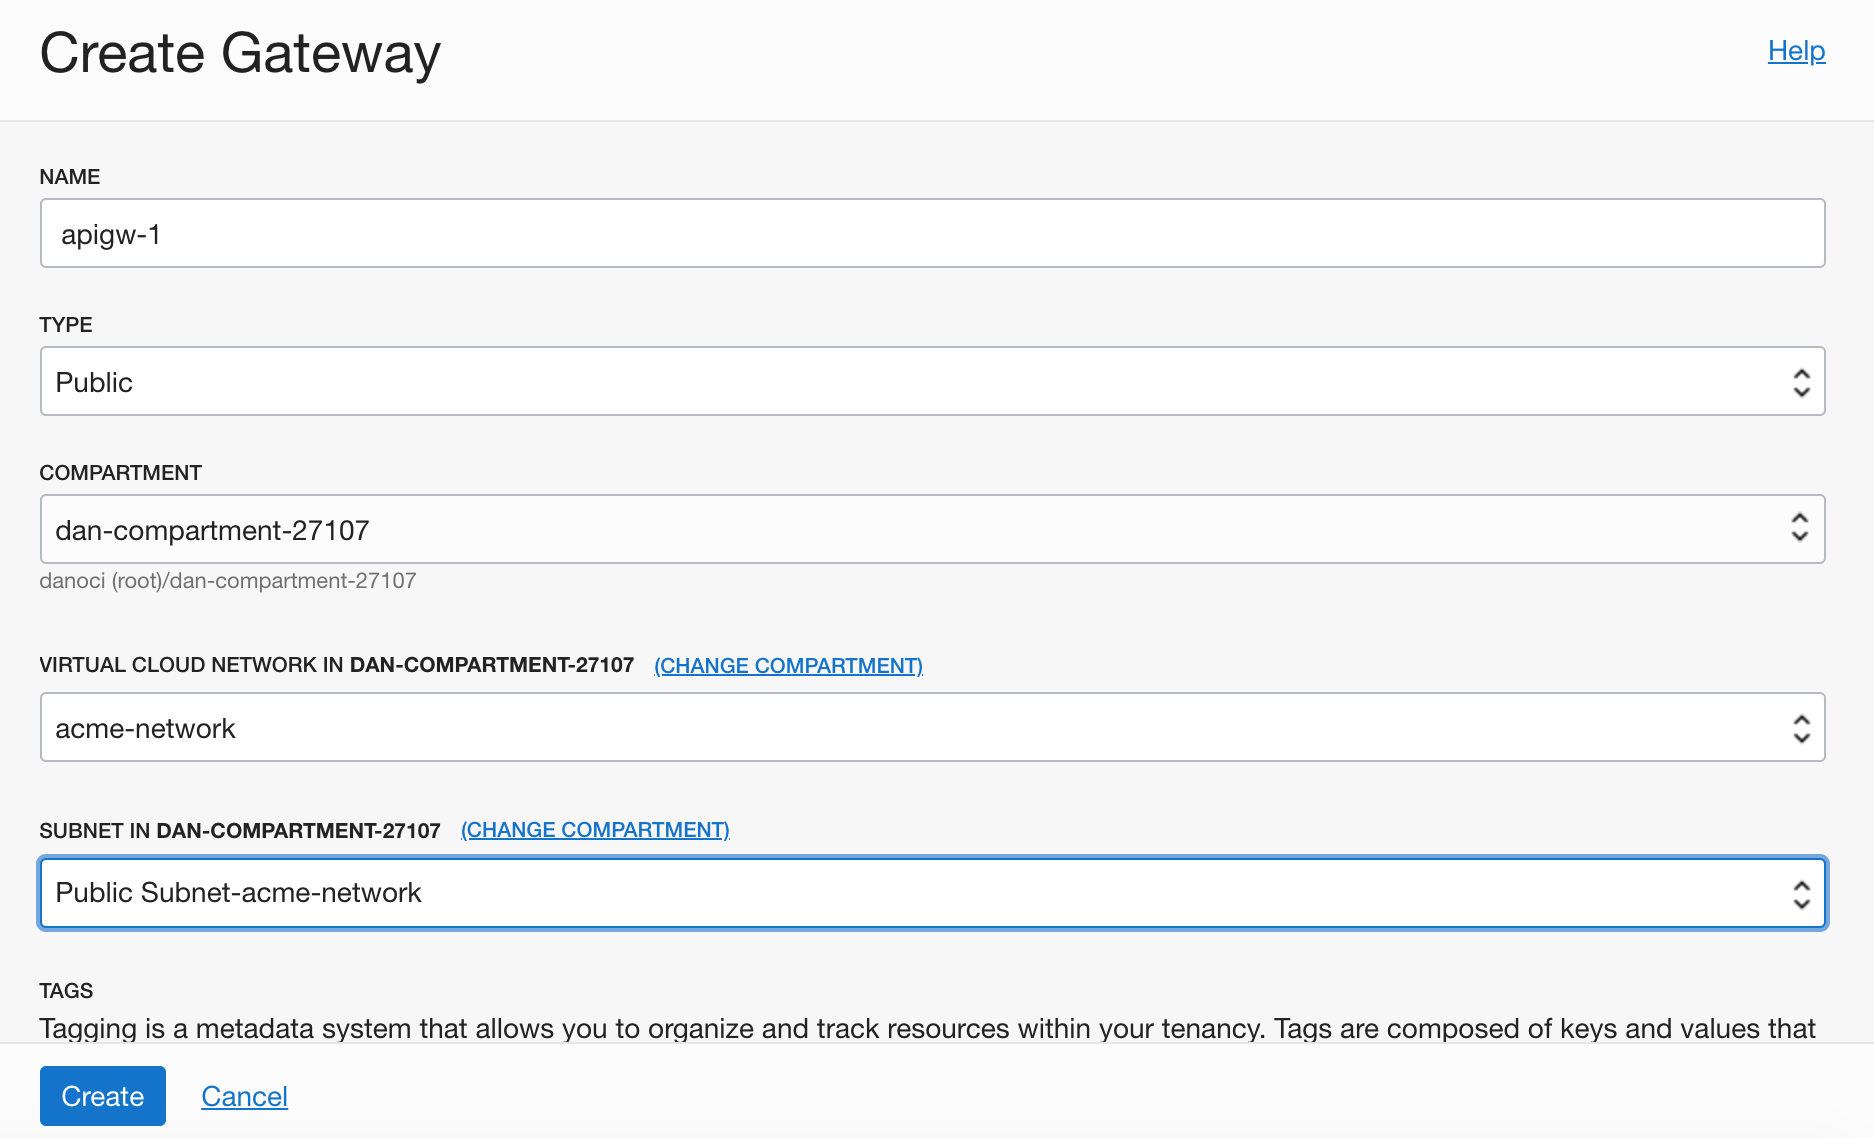 Create Gateway
Help
NAME
apigw-1
TYPE
Public
COMPARTMENT
dan-compartment-27107
danoci (root)/dan-compartment-27107
VIRTUAL CLOUD NETWORK IN DAN-COMPARTMENT-27107 (CHANGE COMPARTMENT)
acme-network
SUBNET IN DAN-COMPARTMENT-27107 (CHANGE COMPARTMENT)
Public Subnet-acme-network
TAGS
Tagging is a metadata system that allows you to organize and track resources within your tenancy. Tags are composed of keys and values that
Create Cancel